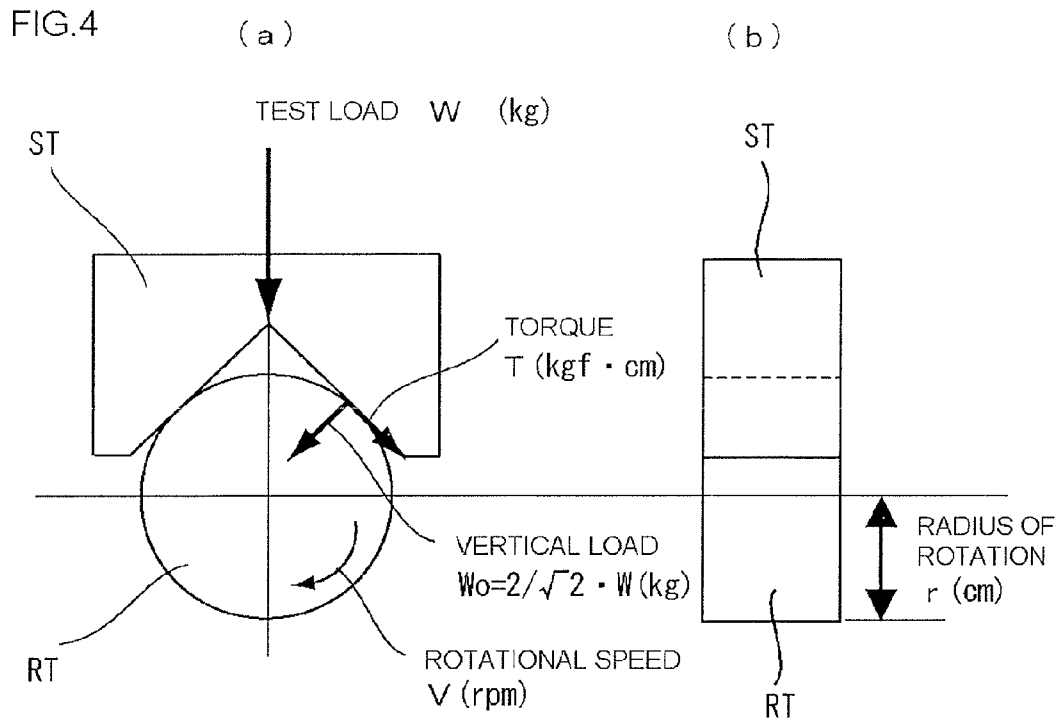 FIG.4
(a)
(b)
TEST LOAD W (kg)
ST
ST
TORQUE
T (kgf・cm)
VERTICAL LOAD
Wo=2/√2・W(kg)
RADIUS OF
ROTATION
r (cm)
RT
ROTATIONAL SPEED
V (rpm)
RT